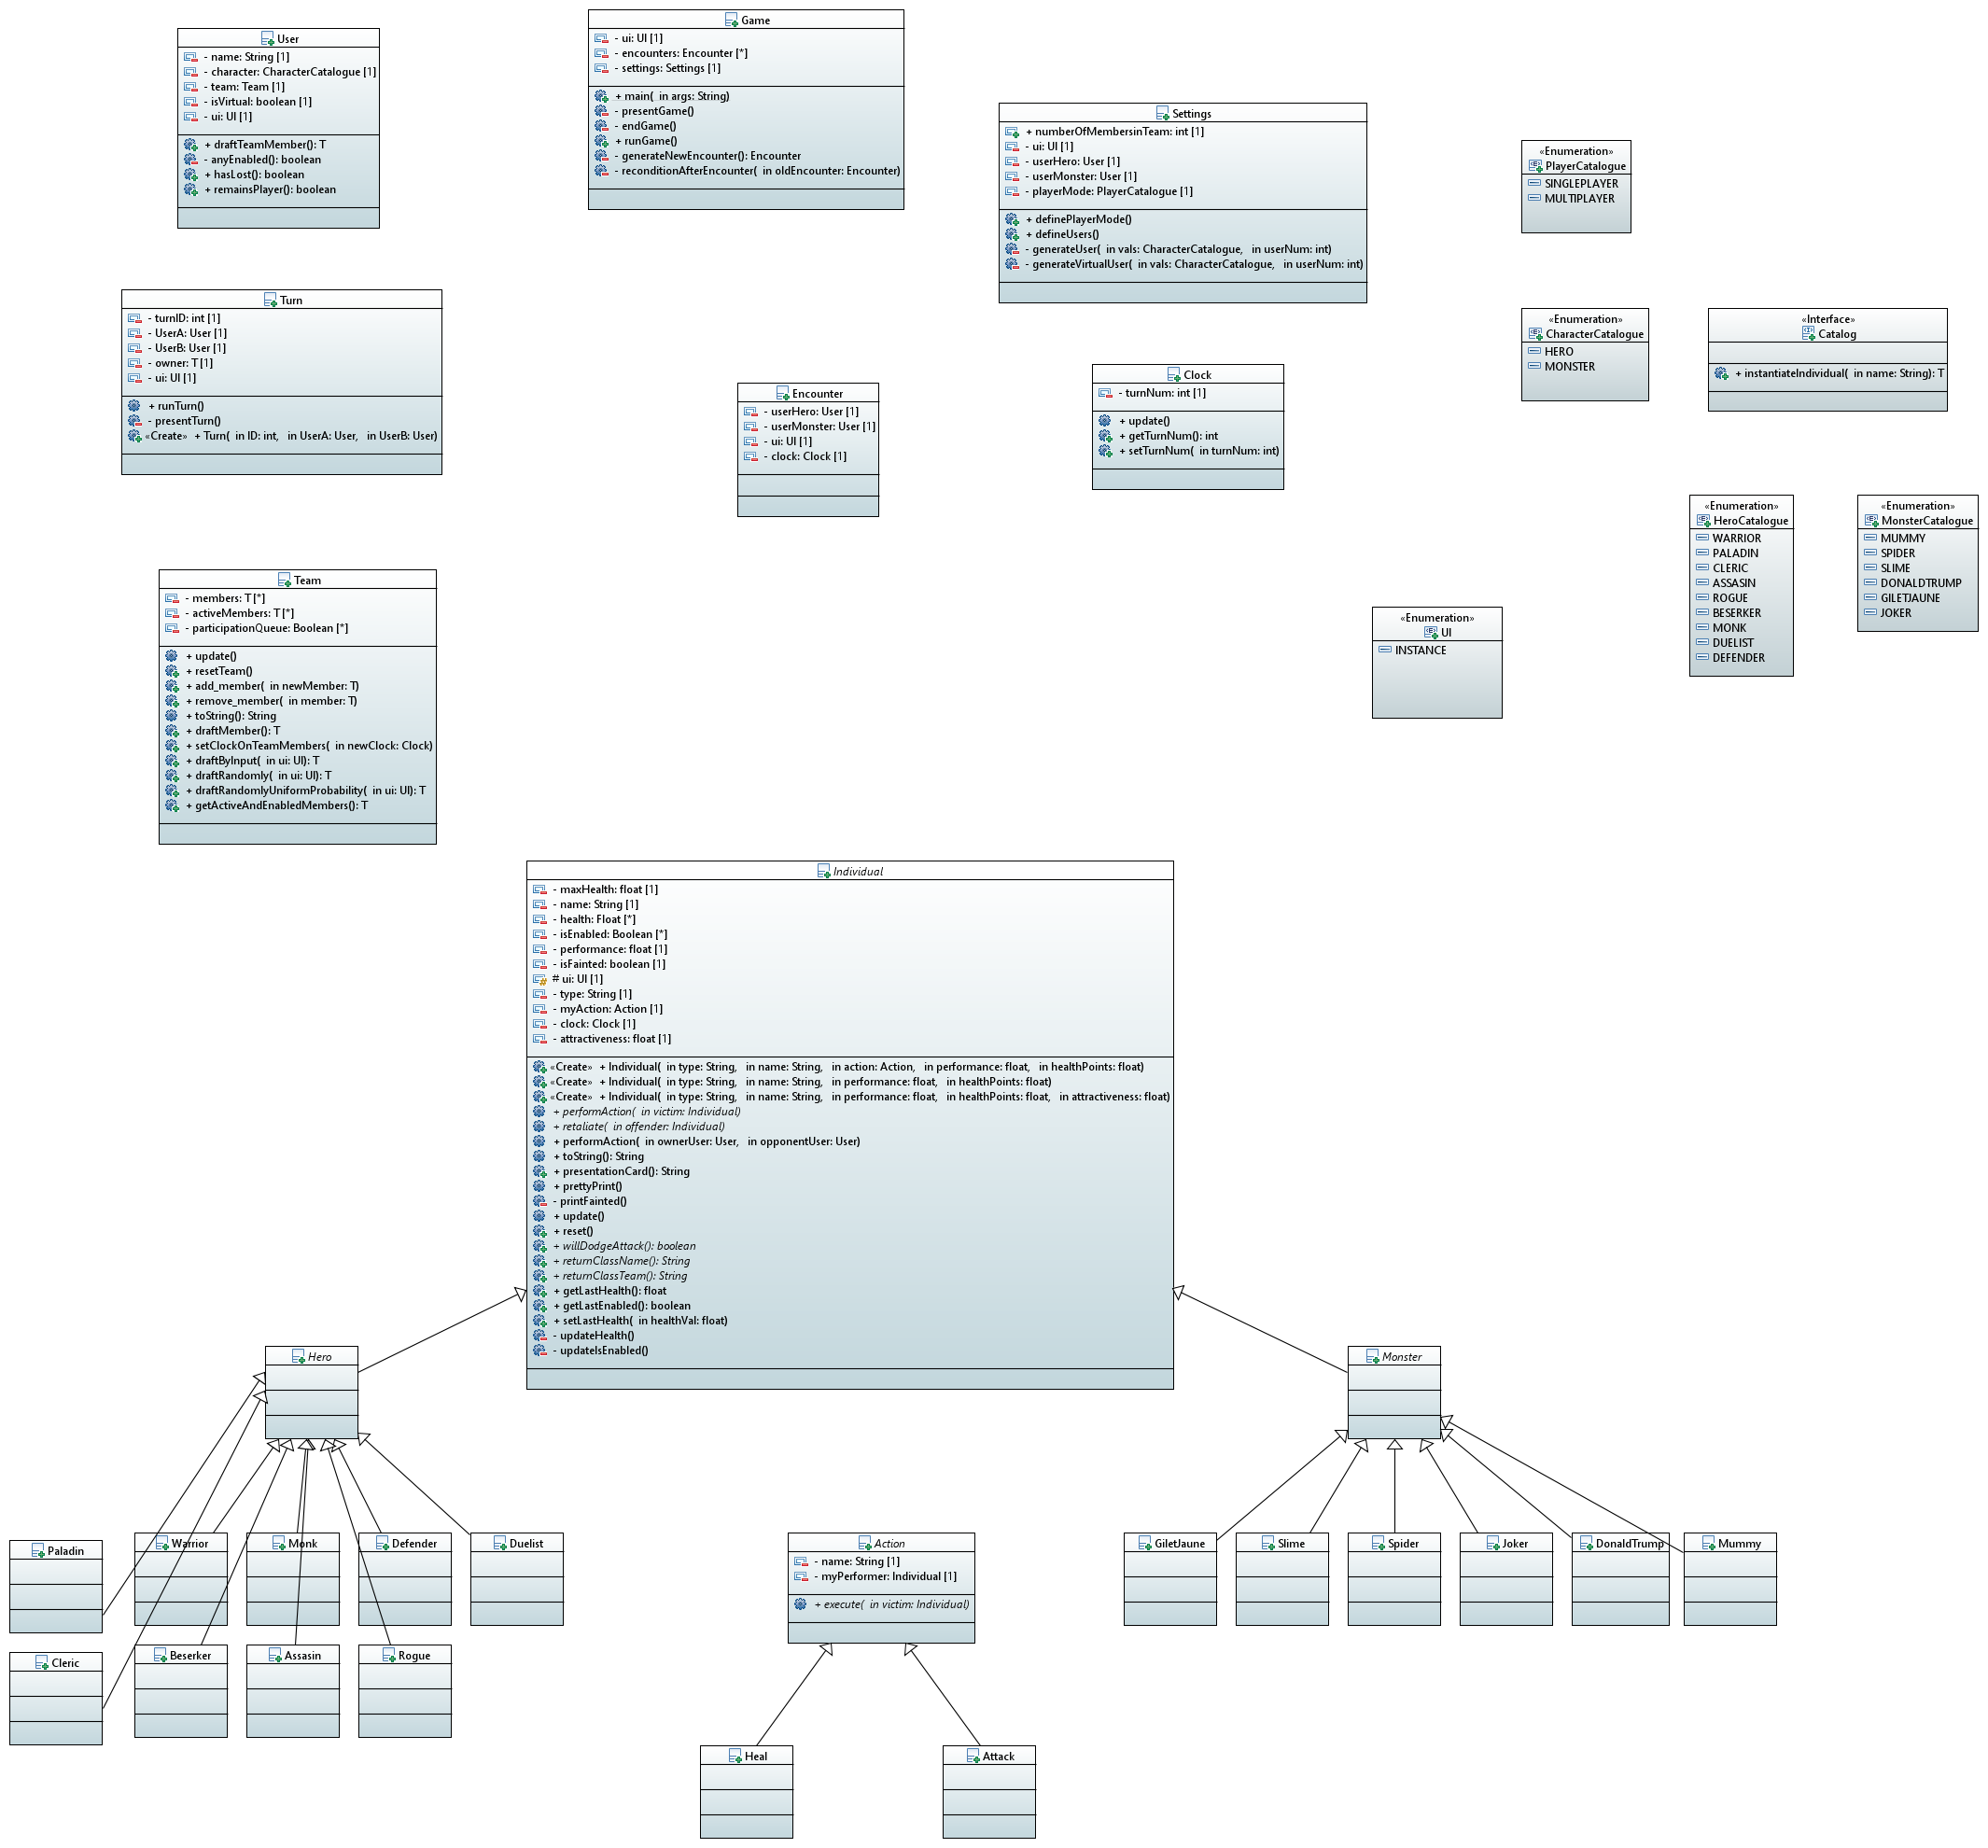 User
- name: String [1]
- character: CharacterCatalogue [1]
- team: Team [1]
- isVirtual: boolean [1]
- ui: UI [1]
+ draftTeamMember(): T
- anyEnabled(): boolean
+ hasLost(): boolean
+ remainsPlayer(): boolean
Game
- ui: UI [1]
- encounters: Encounter [*]
- settings: Settings [1]
+ main( in args: String)
- presentGame()
- endGame()
+ runGame()
- generateNewEncounter(): Encounter
- reconditionAfterEncounter( in oldEncounter: Encounter)
Settings
+ numberOfMembersinTeam: int [1]
- ui: UI [1]
- userHero: User [1]
- userMonster: User [1]
- playerMode: PlayerCatalogue [1]
+ definePlayerMode()
+ defineUsers()
- generateUser( in vals: CharacterCatalogue, in userNum: int)
- generateVirtualUser( in vals: CharacterCatalogue, in userNum: int)
«Enumeration»
PlayerCatalogue
SINGLEPLAYER
MULTIPLAYER
Turn
- turnID: int [1]
- UserA: User [1]
- UserB: User [1]
- owner: T [1]
- ui: UI [1]
+ runTurn()
- presentTurn()
«Create» + Turn( in ID: int, in UserA: User, in UserB: User)
Encounter
- userHero: User [1]
- userMonster: User [1]
- ui: UI [1]
- clock: Clock [1]
Clock
- turnNum: int [1]
+ update()
+ getTurnNum(): int
+ setTurnNum( in turnNum: int)
«Enumeration»
CharacterCatalogue
HERO
MONSTER
«Interface»
Catalog
+ instantiateIndividual( in name: String): T
«Enumeration»
HeroCatalogue
WARRIOR
PALADIN
CLERIC
ASSASIN
ROGUE
BESERKER
MONK
DUELIST
DEFENDER
«Enumeration»
MonsterCatalogue
MUMMY
SPIDER
SLIME
DONALDTRUMP
GILETJAUNE
JOKER
Team
- members: T [*]
- activeMembers: T [*]
- participationQueue: Boolean [*]
+ update()
+ resetTeam()
+ add_member( in newMember: T)
+ remove_member( in member: T)
+ toString(): String
+ draftMember(): T
+ setClockOnTeamMembers( in newClock: Clock)
+ draftByInput( in ui: UI): T
+ draftRandomly( in ui: UI): T
+ draftRandomlyUniformProbability( in ui: UI): T
+ getActiveAndEnabledMembers(): T
«Enumeration»
UI
INSTANCE
Individual
- maxHealth: float [1]
- name: String [1]
- health: Float [*]
- isEnabled: Boolean [*]
- performance: float [1]
- isFainted: boolean [1]
# ui: UI [1]
- type: String [1]
- myAction: Action [1]
- clock: Clock [1]
- attractiveness: float [1]
«Create» + Individual( in type: String, in name: String, in action: Action, in performance: float, in healthPoints: float)
«Create» + Individual( in type: String, in name: String, in performance: float, in healthPoints: float)
«Create» + Individual( in type: String, in name: String, in performance: float, in healthPoints: float, in attractiveness: float)
+ performAction( in victim: Individual)
+ retaliate( in offender: Individual)
+ performAction( in ownerUser: User, in opponentUser: User)
+ toString(): String
+ presentationCard(): String
+ prettyPrint()
- printFainted()
+ update()
+ reset()
+ willDodgeAttack(): boolean
+ returnClassName(): String
+ returnClassTeam(): String
+ getLastHealth(): float
+ getLastEnabled(): boolean
+ setLastHealth( in healthVal: float)
- updateHealth()
- updateIsEnabled()
Hero
Monster
Paladin
Warrior
Monk
Defender
Duelist
Cleric
Beserker
Assasin
Rogue
Action
- name: String [1]
- myPerformer: Individual [1]
+ execute( in victim: Individual)
GiletJaune
Slime
Spider
Joker
DonaldTrump
Mummy
Heal
Attack